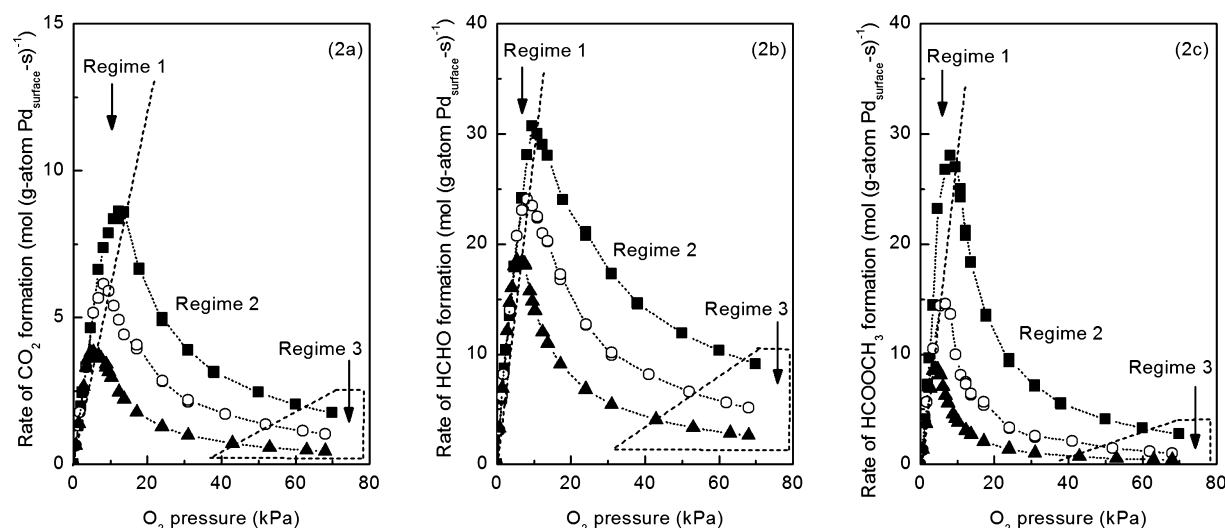 (2a)
Regime 1
Regime 2
Regime 3
15
10
5
0
0 20 40 60 80
Rate of CO₂ formation (mol (g-atom Pd_surface-s)⁻¹)
O₂ pressure (kPa)
(2b)
Regime 1
Regime 2
Regime 3
40
30
20
10
0
0 20 40 60 80
Rate of HCHO formation (mol (g-atom Pd_surface-s)⁻¹)
O₂ pressure (kPa)
(2c)
Regime 1
Regime 2
Regime 3
40
30
20
10
0
0 20 40 60 80
Rate of HCOOCH₃ formation (mol (g-atom Pd_surface-s)⁻¹)
O₂ pressure (kPa)